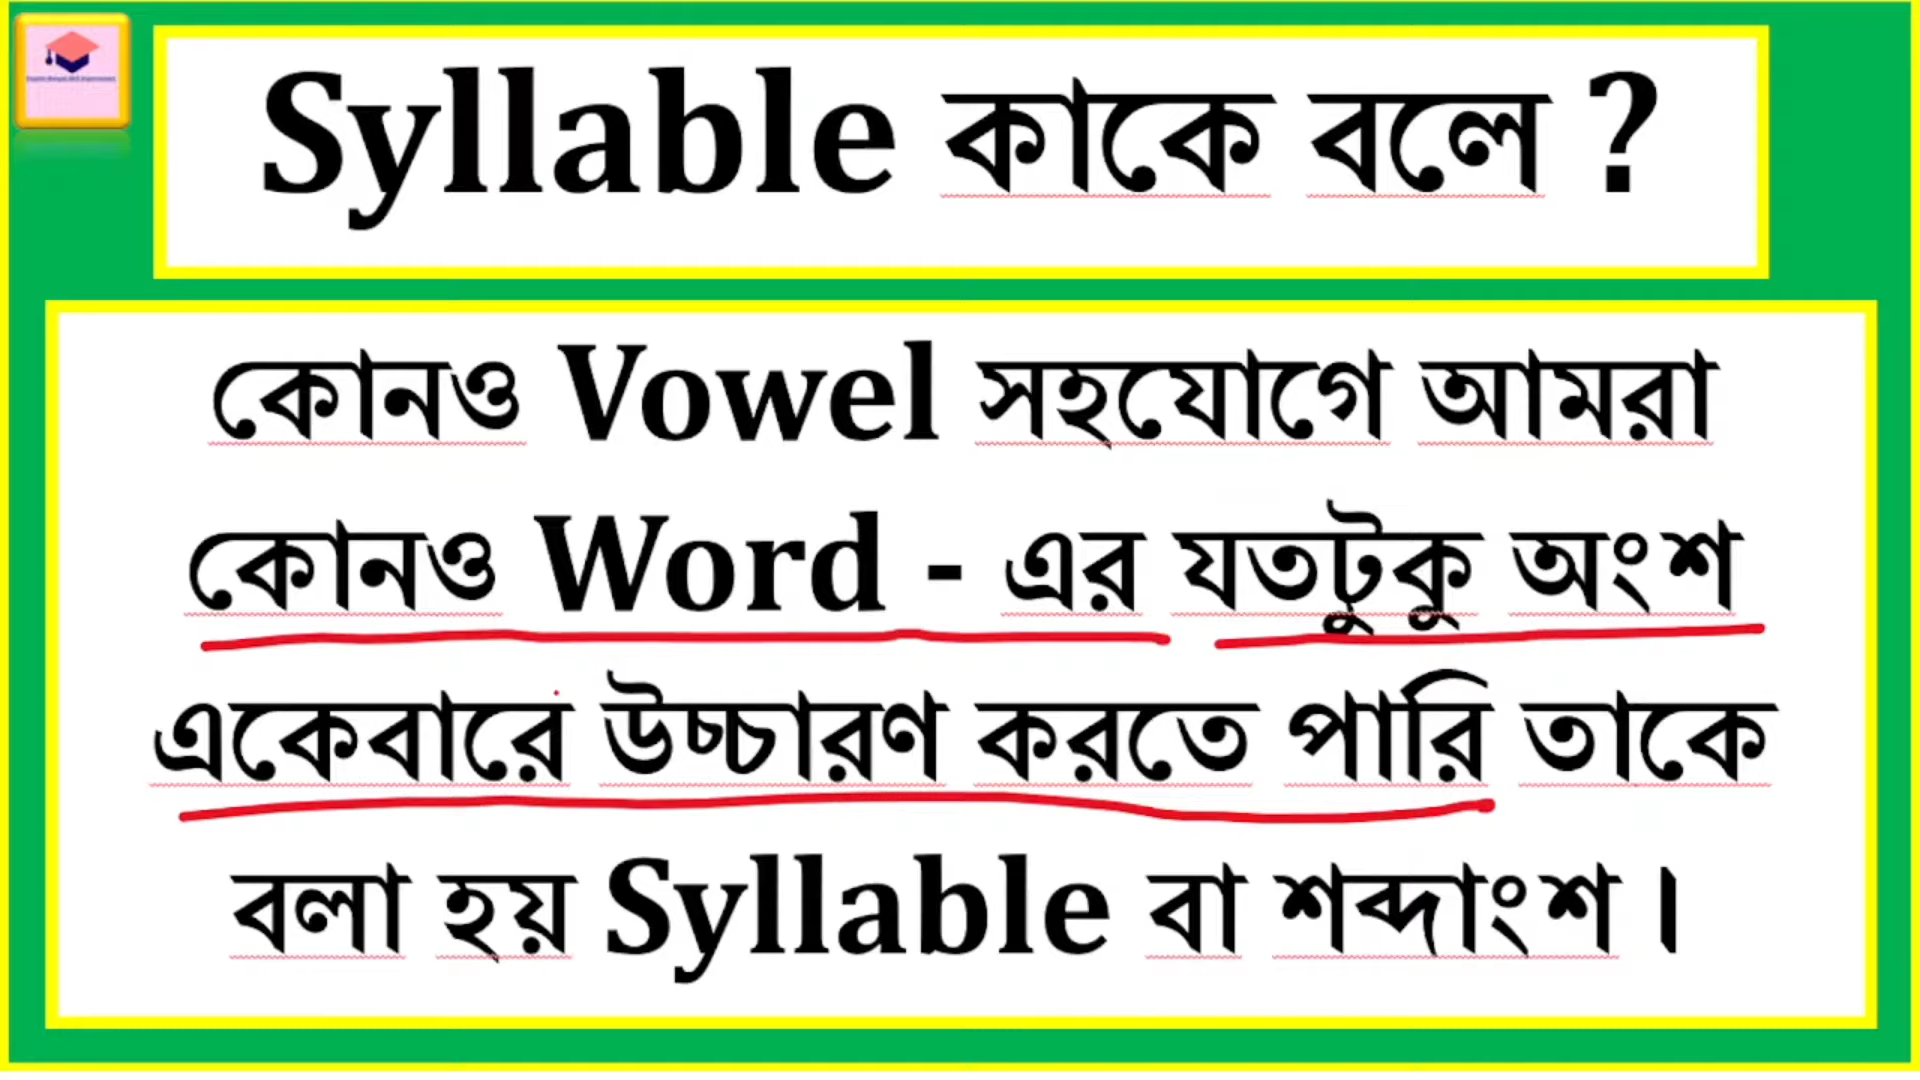 Syllable কাকে বলে ?
কোনও Vowel সহযোগে আমরা
কোনও Word - এর যতটুকু অংশ
একেবারে উচ্চারণ করতে পারি তাকে
বলা হয় Syllable বা শব্দাংশ ।